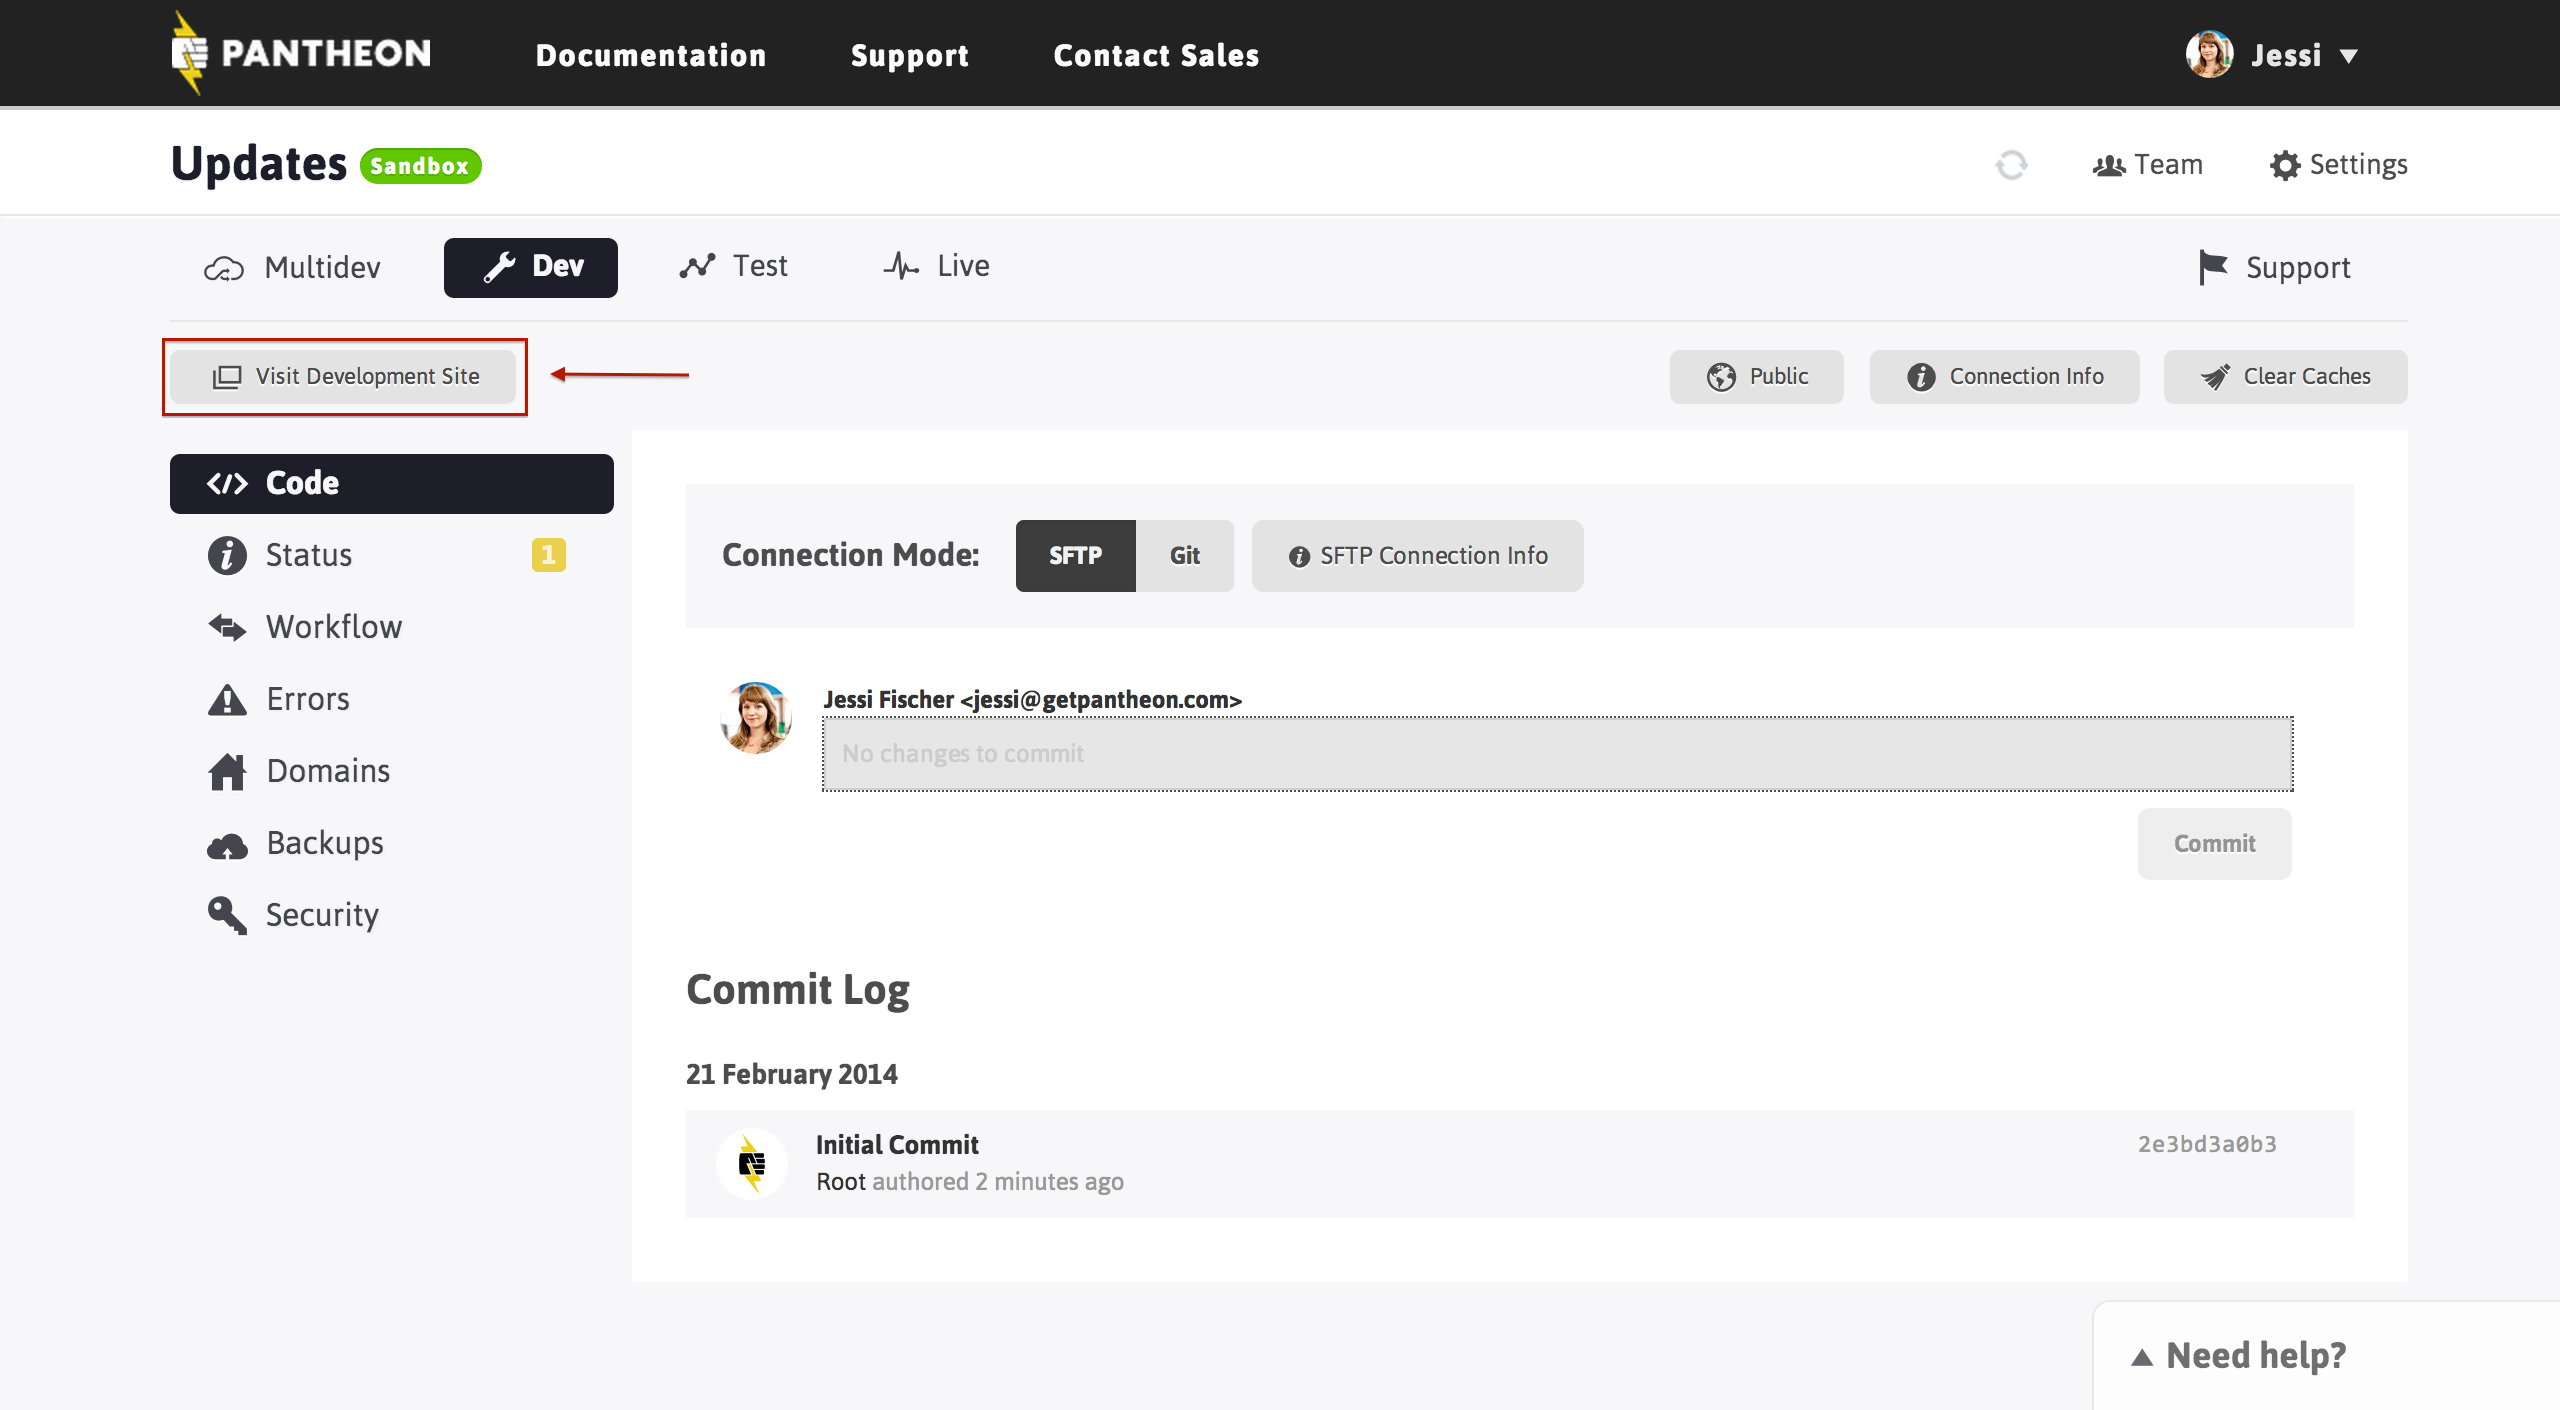 PANTHEON Documentation Support Contact Sales Jessi
Updates Sandbox Team Settings
Multidev Dev Test Live Support
Visit Development Site Public Connection Info Clear Caches
Code
Status 1
Workflow
Errors
Domains
Backups
Security
Connection Mode: SFTP Git SFTP Connection Info
Jessi Fischer <jessi@getpantheon.com>
No changes to commit
Commit
Commit Log
21 February 2014
Initial Commit 2e3bd3a0b3
Root authored 2 minutes ago
Need help?